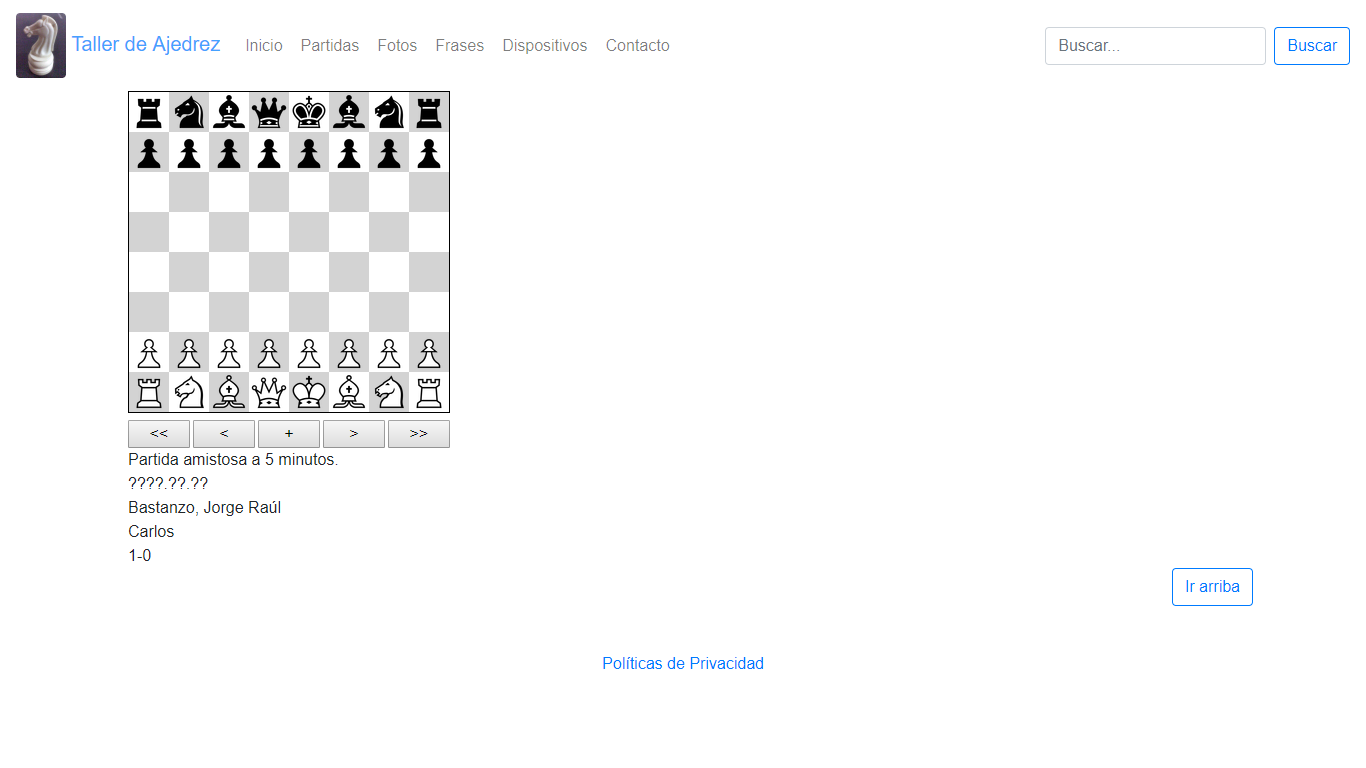 Taller de Ajedrez Inicio Partidas Fotos Frases Dispositivos Contacto Buscar... Buscar
<< < + > >>
Partida amistosa a 5 minutos.
????.??.??
Bastanzo, Jorge Raúl
Carlos
1-0
Ir arriba
Políticas de Privacidad